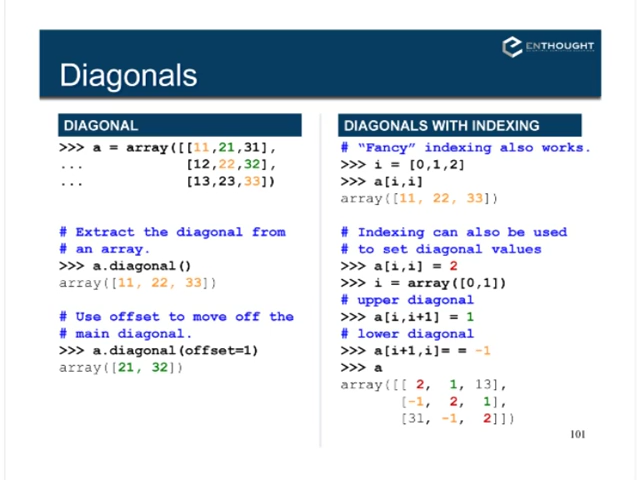 ENTHOUGHT
Diagonals
DIAGONAL
>>> a = array([[11,21,31],
... [12,22,32],
... [13,23,33])
# Extract the diagonal from
# an array.
>>> a.diagonal()
array([11, 22, 33])
# Use offset to move off the
# main diagonal.
>>> a.diagonal(offset=1)
array([21, 32])
DIAGONALS WITH INDEXING
# “Fancy” indexing also works.
>>> i = [0,1,2]
>>> a[i,i]
array([11, 22, 33])
# Indexing can also be used
# to set diagonal values
>>> a[i,i] = 2
>>> i = array([0,1])
# upper diagonal
>>> a[i,i+1] = 1
# lower diagonal
>>> a[i+1,i]= = -1
>>> a
array([[ 2, 1, 13],
[-1, 2, 1],
[31, -1, 2]])
101